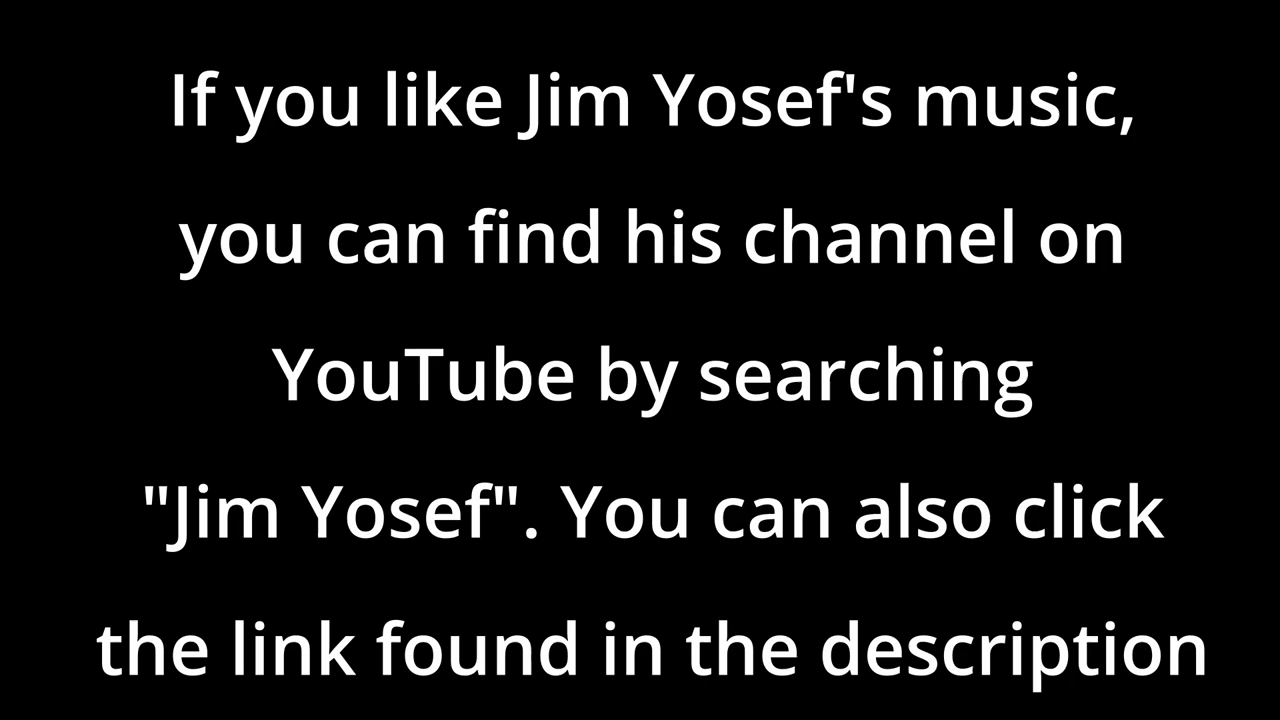 If you like Jim Yosef's music,
you can find his channel on
YouTube by searching
"Jim Yosef". You can also click
the link found in the description